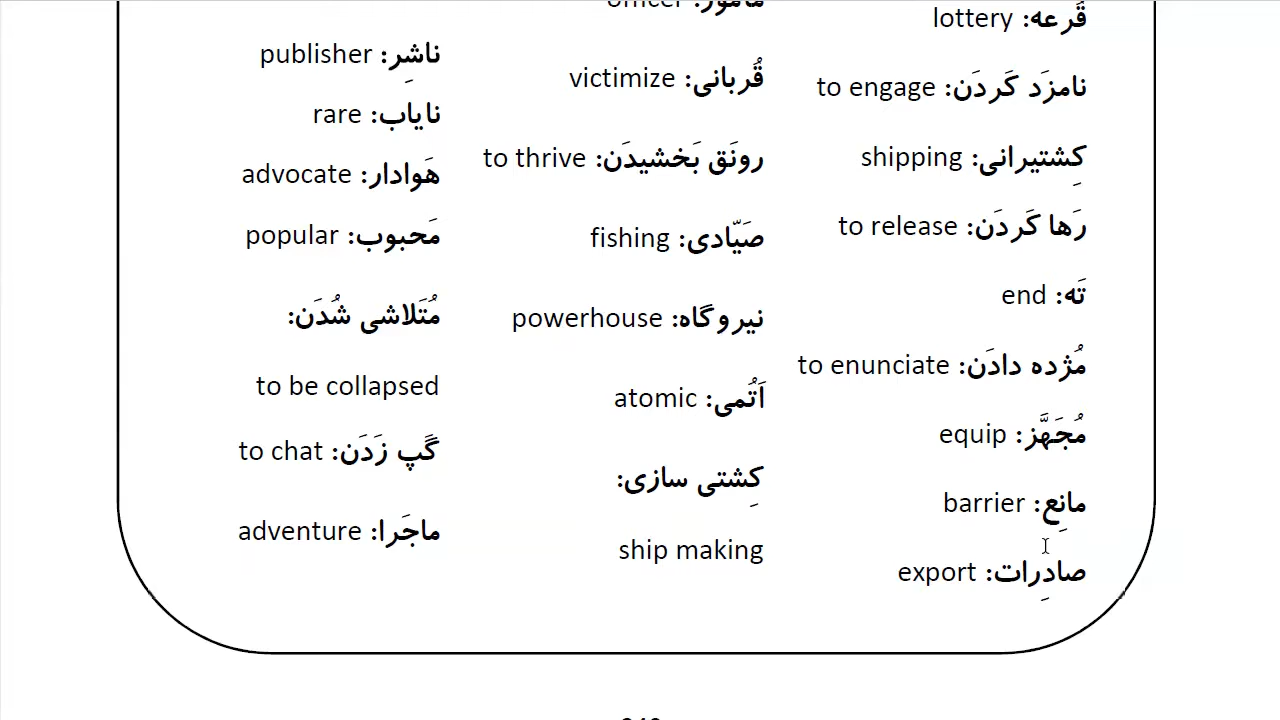 قُرعه: lottery
نامزَد کَردَن: to engage
کِشتیرانی: shipping
رَها کَردَن: to release
تَه: end
مُژده دادَن: to enunciate
مُجَهَّز: equip
مانِع: barrier
صادِرات: export
مامور: officer
قُربانی: victimize
رونَق بَخشیدَن: to thrive
صَیّادی: fishing
نیروگاه: powerhouse
اَتُمی: atomic
کِشتی سازی:
ship making
ناشِر: publisher
نایاب: rare
هَوادار: advocate
مَحبوب: popular
مُتَلاشی شُدَن:
to be collapsed
گَپ زَدَن: to chat
ماجَرا: adventure